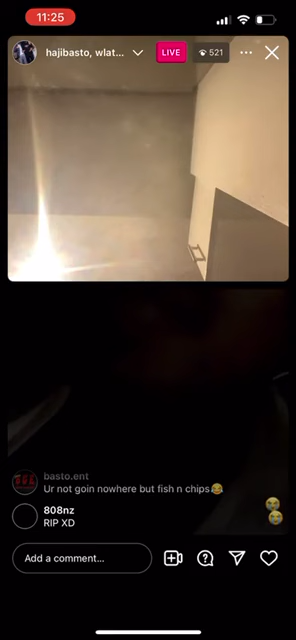 11:25
hajibasto, wlat...
LIVE
521
basto.ent
Ur not goin nowhere but fish n chips😂
808nz
RIP XD
Add a comment...